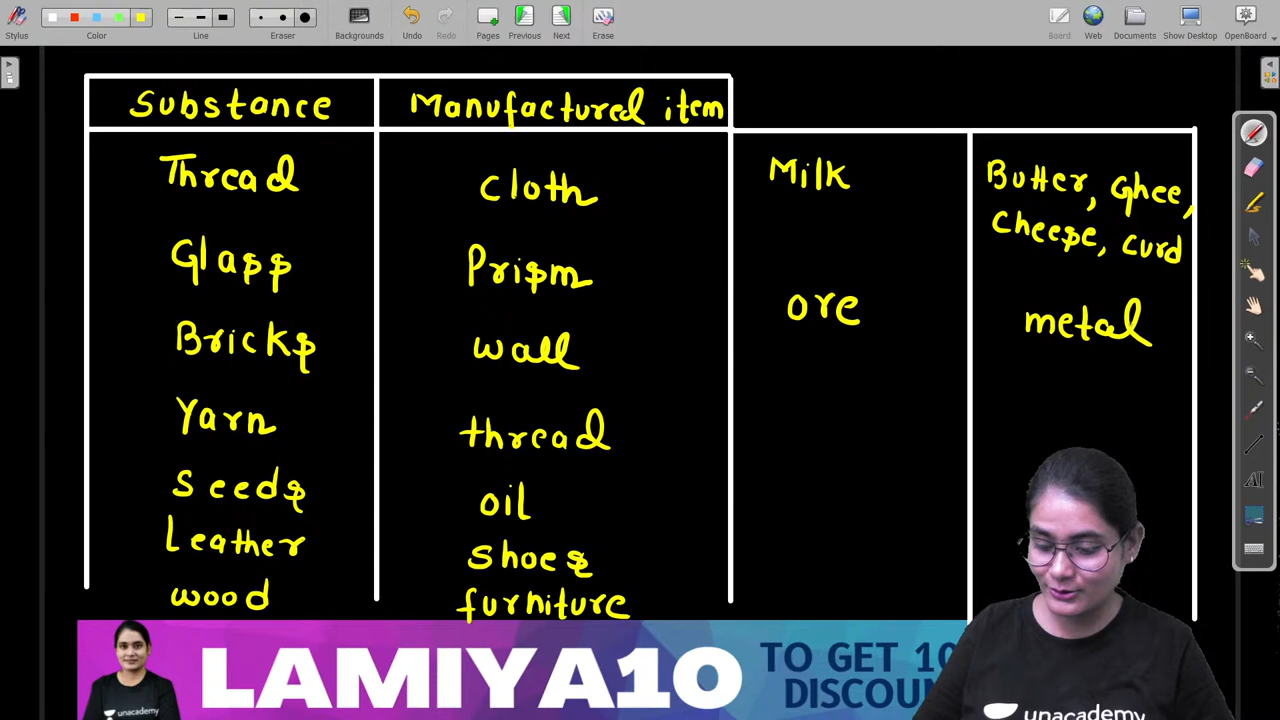 Stylus
Color
Line
Eraser
Backgrounds
Undo
Redo
Pages
Previous
Next
Erase
Board
Web
Documents
Show Desktop
OpenBoard
Substance Manufactured item
Thread cloth
Glass Prism
Bricks wall
Yarn thread
Seeds oil
Leather shoes
wood furniture
Milk Butter, Ghee,
Cheese, curd
ore metal
AI
unacademy
LAMIYA10
TO GET 10
DISCOUN
unacademy